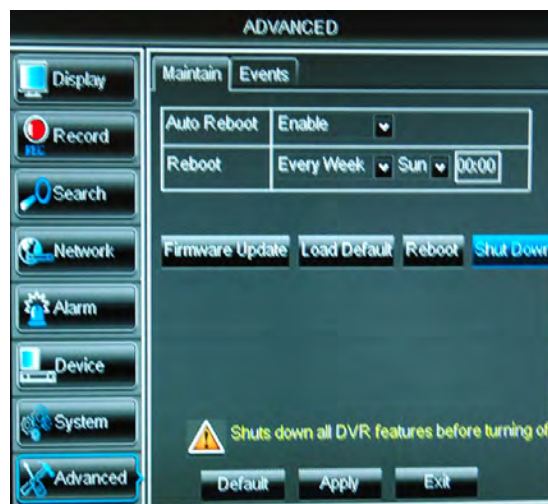 ADVANCED
Display
Record
REC
Search
Network
Alarm
Device
System
Advanced
Maintain Events
Auto Reboot Enable
Reboot Every Week Sun 00:00
Firmware Update Load Default Reboot Shut Down
Shuts down all DVR features before turning of
Default Apply Exit